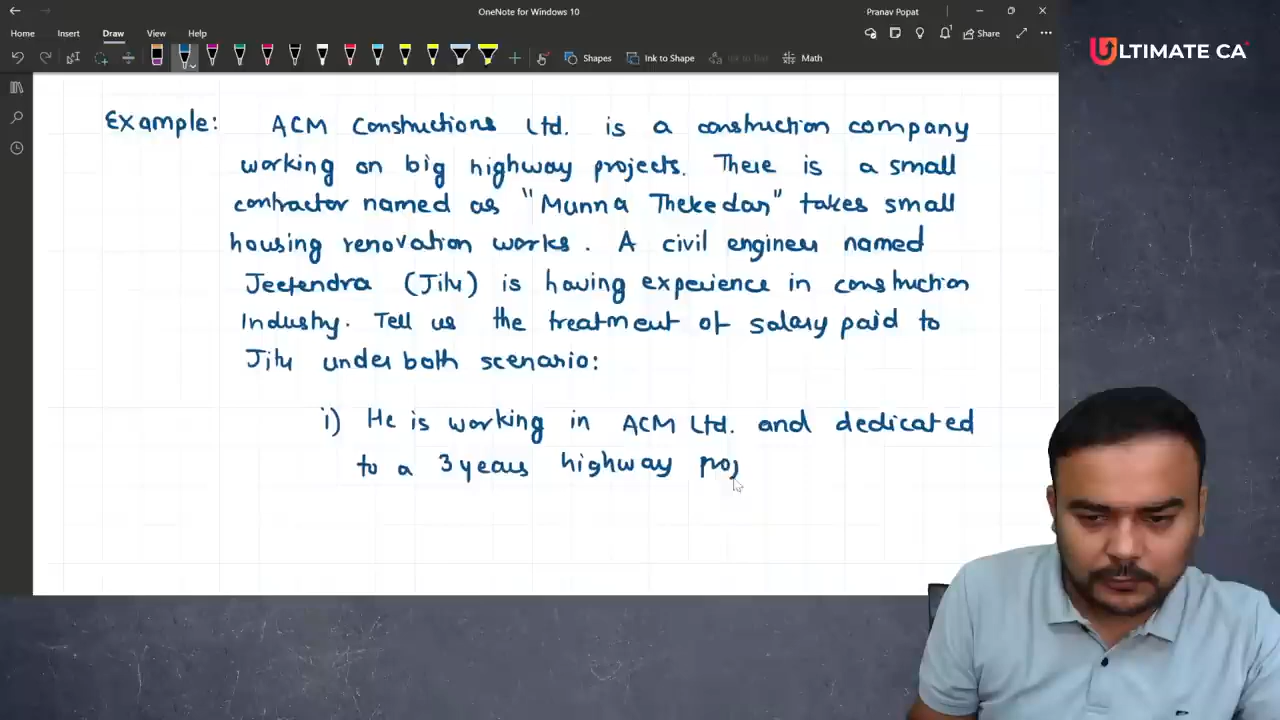 OneNote for Windows 10
Pranav Popat
Home Insert Draw View Help
Share
Shapes
Ink to Shape
Ink to Text
Math
ULTIMATE CA
Example: ACM Constructions Ltd. is a construction company
working on big highway projects. There is a small
contractor named as "Munna Thekedar" takes small
housing renovation works. A civil engineer named
Jeetendra (Jitu) is having experience in construction
Industry. Tell us the treatment of salary paid to
Jitu under both scenario:
i) He is working in ACM Ltd. and dedicated
to a 3 years highway proj